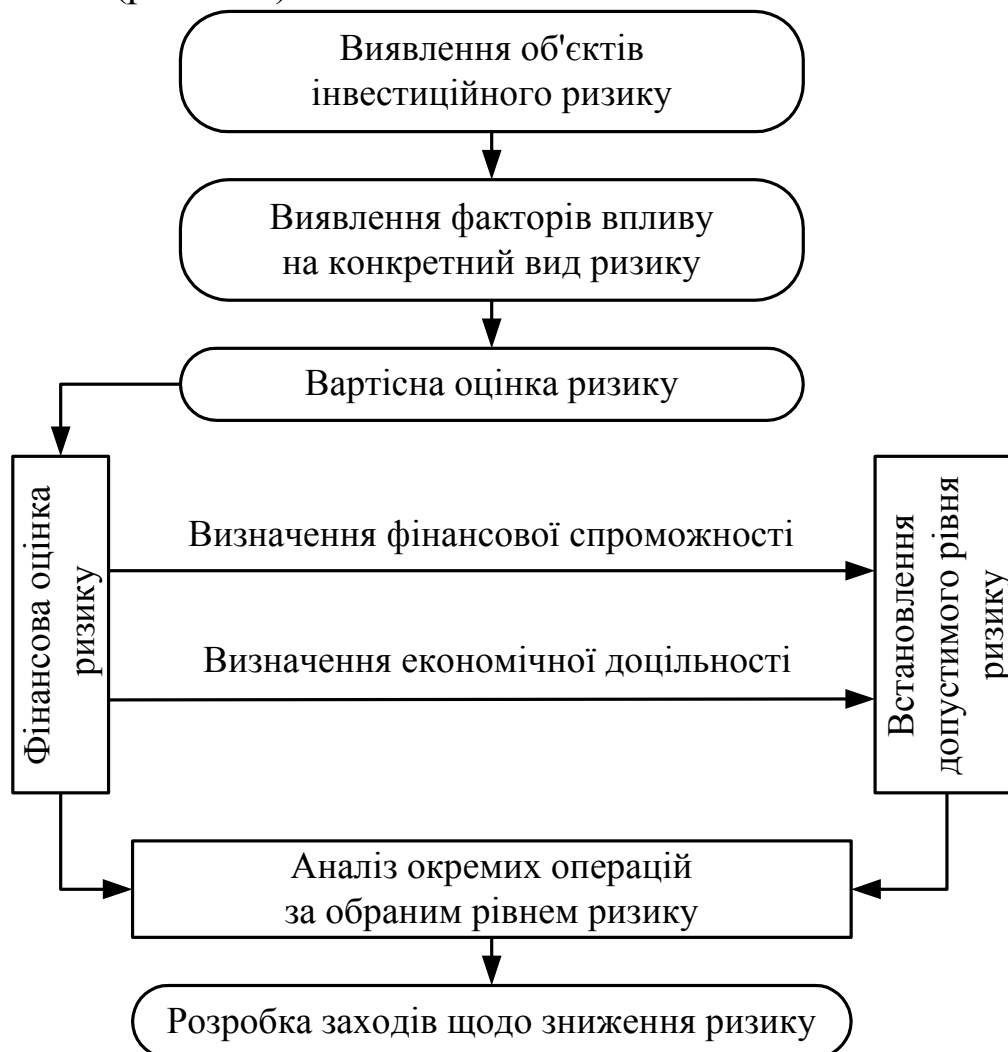 Виявлення об'єктів
інвестиційного ризику
Виявлення факторів впливу
на конкретний вид ризику
Вартісна оцінка ризику
Фінансова оцінка
ризику
Визначення фінансової спроможності
Визначення економічної доцільності
Встановлення
допустимого рівня
ризику
Аналіз окремих операцій
за обраним рівнем ризику
Розробка заходів щодо зниження ризику